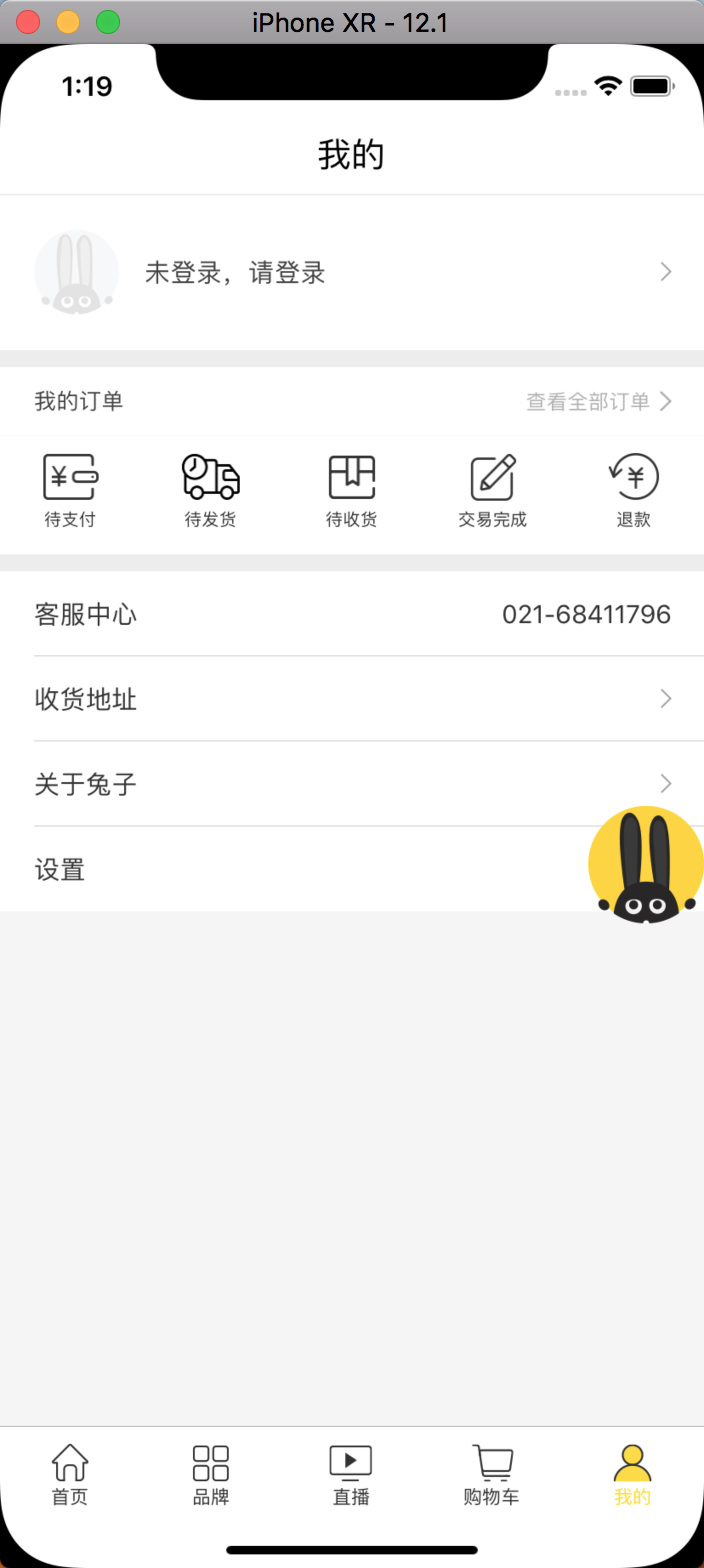 iPhone XR - 12.1
1:19
我的
未登录，请登录
我的订单
查看全部订单
待支付
待发货
待收货
交易完成
退款
客服中心
021-68411796
收货地址
关于兔子
设置
首页
品牌
直播
购物车
我的